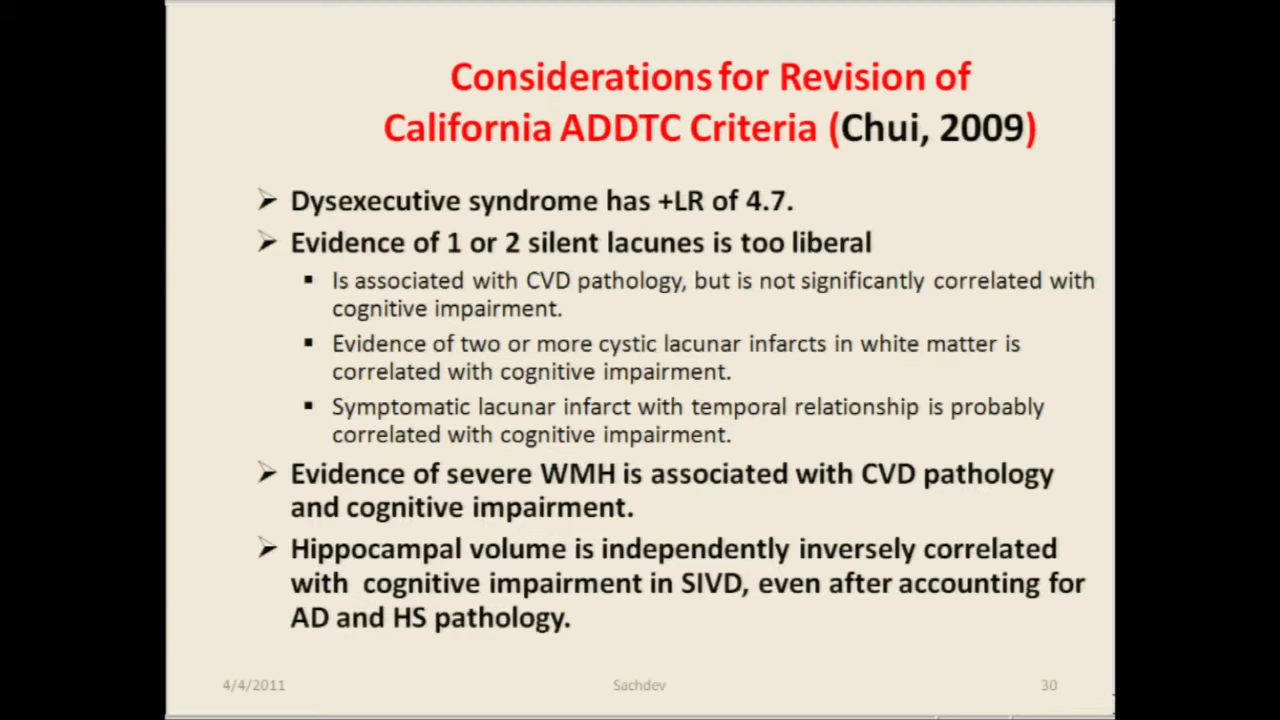 Considerations for Revision of
California ADDTC Criteria (Chui, 2009)
➢ Dysexecutive syndrome has +LR of 4.7.
➢ Evidence of 1 or 2 silent lacunes is too liberal
▪ Is associated with CVD pathology, but is not significantly correlated with
cognitive impairment.
▪ Evidence of two or more cystic lacunar infarcts in white matter is
correlated with cognitive impairment.
▪ Symptomatic lacunar infarct with temporal relationship is probably
correlated with cognitive impairment.
➢ Evidence of severe WMH is associated with CVD pathology
and cognitive impairment.
➢ Hippocampal volume is independently inversely correlated
with cognitive impairment in SIVD, even after accounting for
AD and HS pathology.
4/4/2011 Sachdev 30